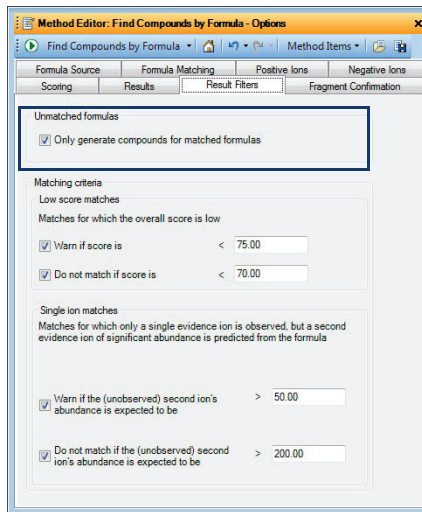 Method Editor: Find Compounds by Formula - Options
Find Compounds by Formula
Method Items
Formula Source
Formula Matching
Positive Ions
Negative Ions
Scoring
Results
Result Filters
Fragment Confirmation
Unmatched formulas
Only generate compounds for matched formulas
Matching criteria
Low score matches
Matches for which the overall score is low
Warn if score is < 75.00
Do not match if score is < 70.00
Single ion matches
Matches for which only a single evidence ion is observed, but a second
evidence ion of significant abundance is predicted from the formula
Warn if the (unobserved) second ion's
abundance is expected to be > 50.00
Do not match if the (unobserved) second
ion's abundance is expected to be > 200.00